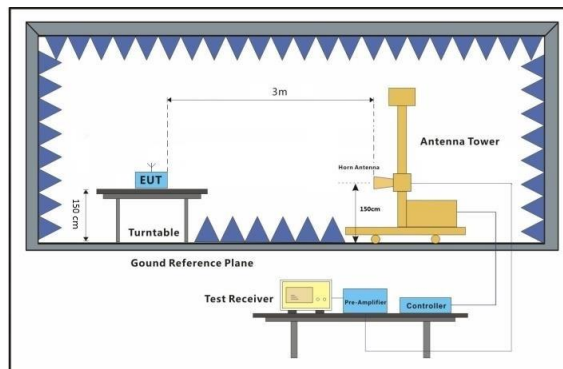 3m
Antenna Tower
Horn Antenna
EUT
150 cm
150cm
Turntable
Gound Reference Plane
Test Receiver
Pre-Amplifier
Controller